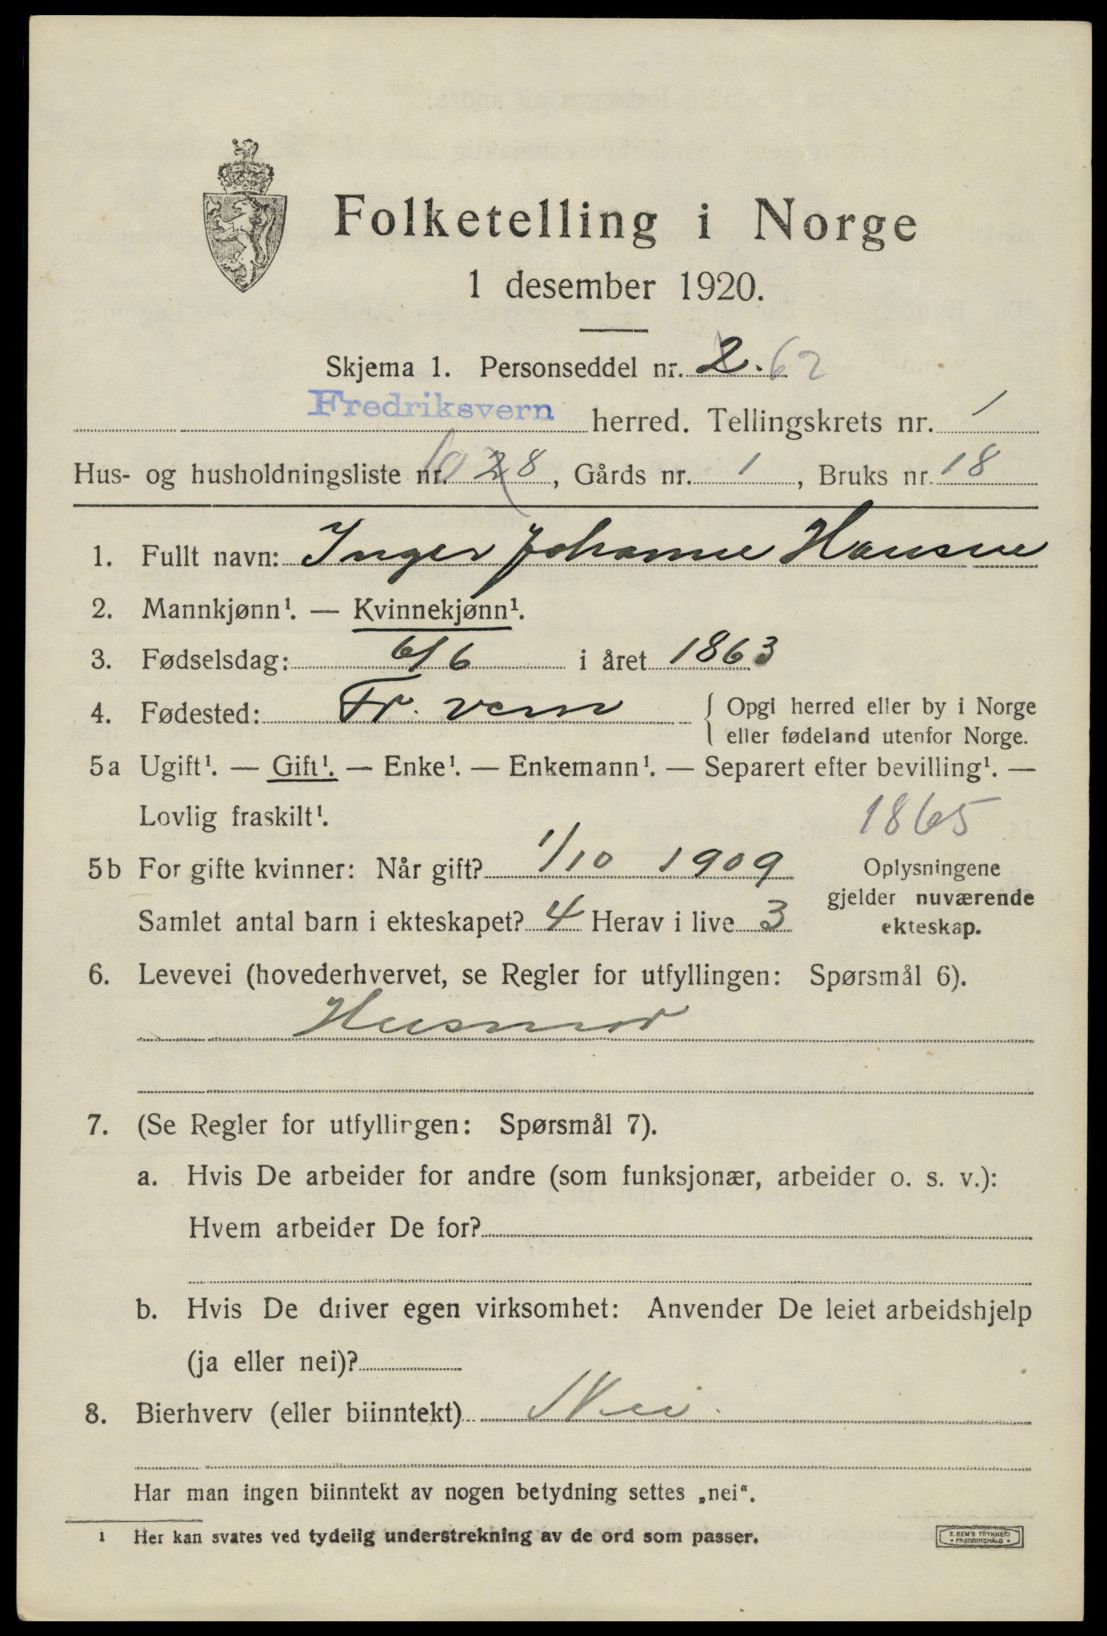 Folketelling i Norge
1 desember 1920.
Skjema 1. Personseddel nr. 2. 62
Fredriksvern herred. Tellingskrets nr. 1
Hus- og husholdningsliste nr. 10 28, Gårds nr. 1, Bruks nr. 18
1. Fullt navn: Inger Johanne Hansen
2. Mannkjønn¹. — Kvinnekjønn¹.
3. Fødselsdag: 6/6 i året 1863
4. Fødested: Fr. vern { Opgi herred eller by i Norge
eller fødeland utenfor Norge.
5a Ugift¹. — Gift¹. — Enke¹. — Enkemann¹. — Separert efter bevilling¹. —
Lovlig fraskilt¹. 1865
5b For gifte kvinner: Når gift? 1/10 1909 Oplysningene
gjelder nuværende
Samlet antal barn i ekteskapet? 4 Herav i live 3 ekteskap.
6. Levevei (hovederhvervet, se Regler for utfyllingen: Spørsmål 6).
Husmor
7. (Se Regler for utfyllingen: Spørsmål 7).
a. Hvis De arbeider for andre (som funksjonær, arbeider o. s. v.):
Hvem arbeider De for?
b. Hvis De driver egen virksomhet: Anvender De leiet arbeidshjelp
(ja eller nei)?
8. Bierhverv (eller biinntekt) Nei
Har man ingen biinntekt av nogen betydning settes „nei“.
¹ Her kan svares ved tydelig understrekning av de ord som passer.
E. SEM'S TRYKKERI
FREDRIKSHALD